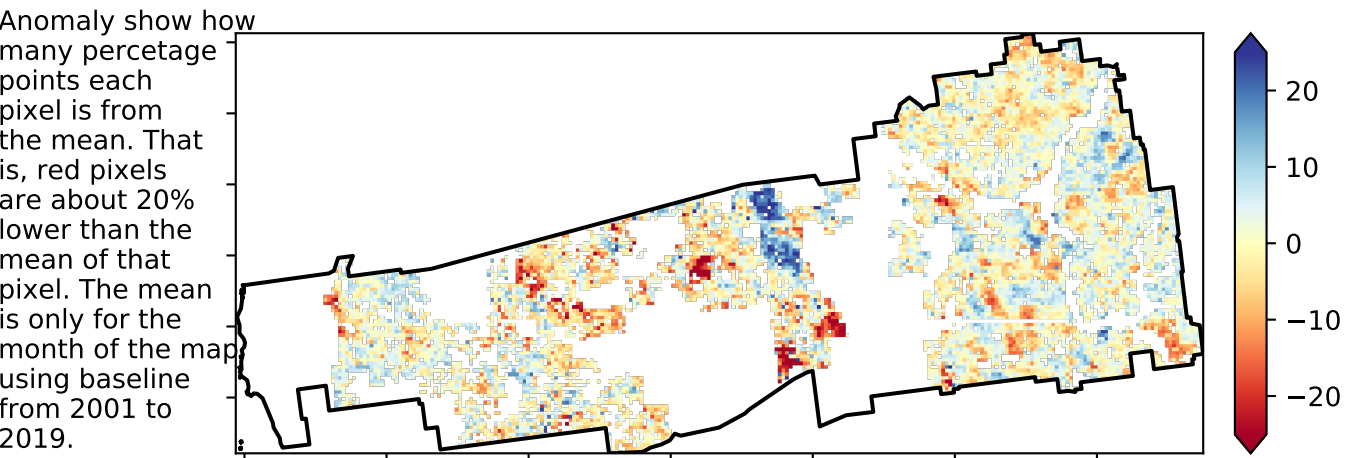 Anomaly show how
many percetage
points each
pixel is from
the mean. That
is, red pixels
are about 20%
lower than the
mean of that
pixel. The mean
is only for the
month of the map
using baseline
from 2001 to
2019.
20
10
0
−10
−20